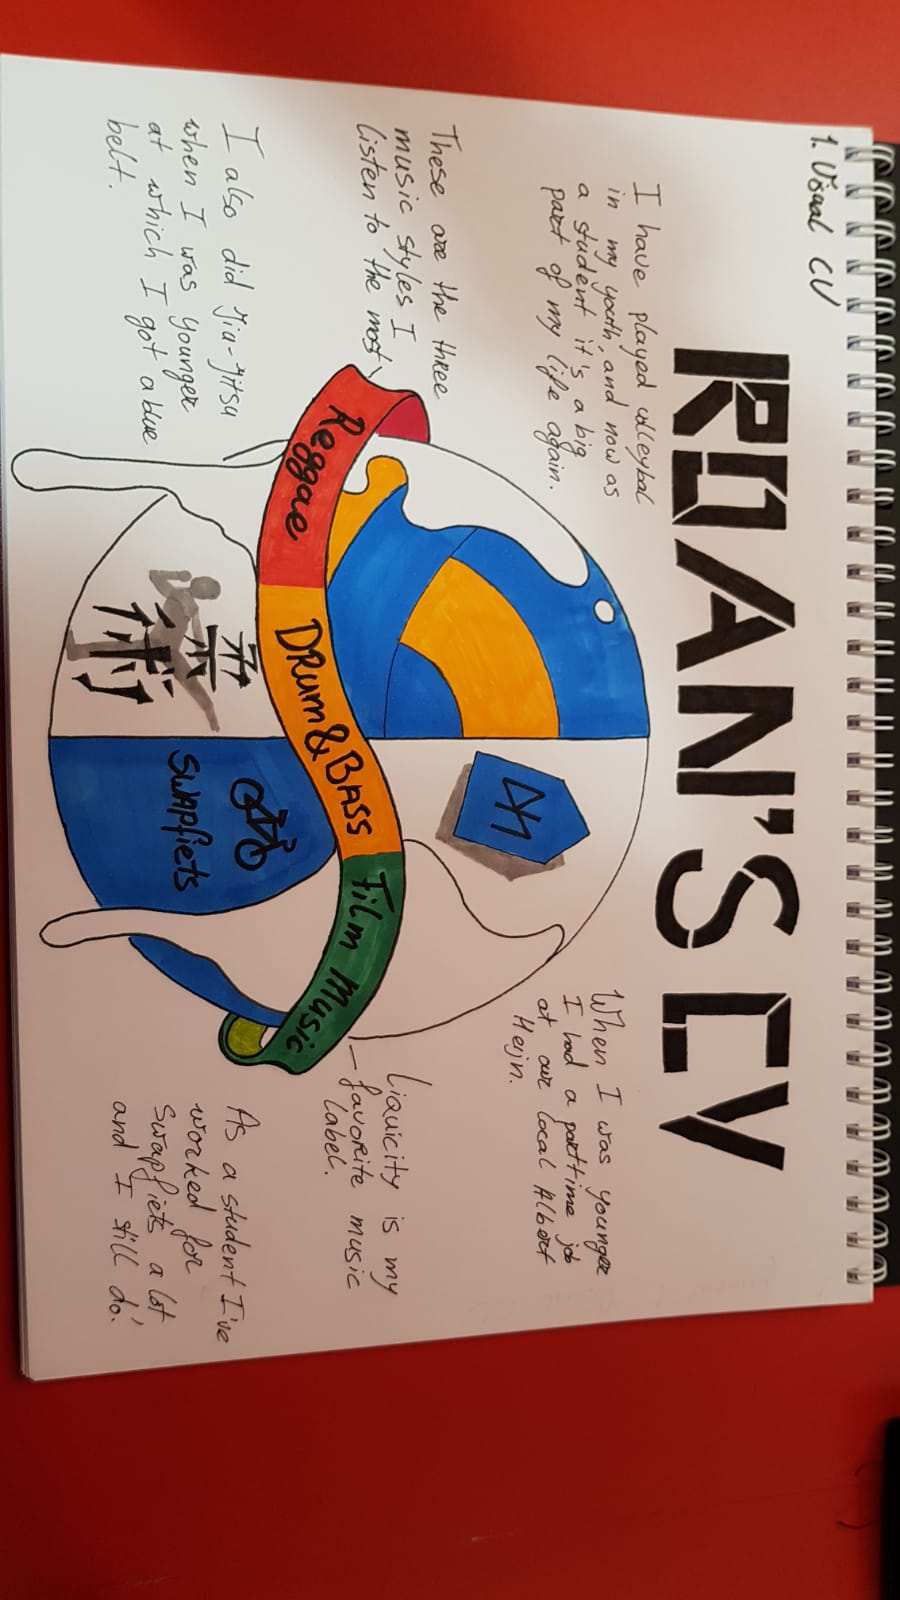 1. Visual CV
ROAN'S CV
I have played volleybal
in my youth, and now as
a student it's a big
part of my life again.
When I was younger
I had a parttime job
at our local Albert
Heijn.
These are the three
music styles I
listen to the most
Reggae
Drum & Bass
Film Music
Liquicity is my
favorite music
label.
I also did jiu-jitsu
when I was younger
at which I got a blue
belt.
柔
術
SWAPfiets
As a student I've
worked for
Swapfiets a lot
and I still do.